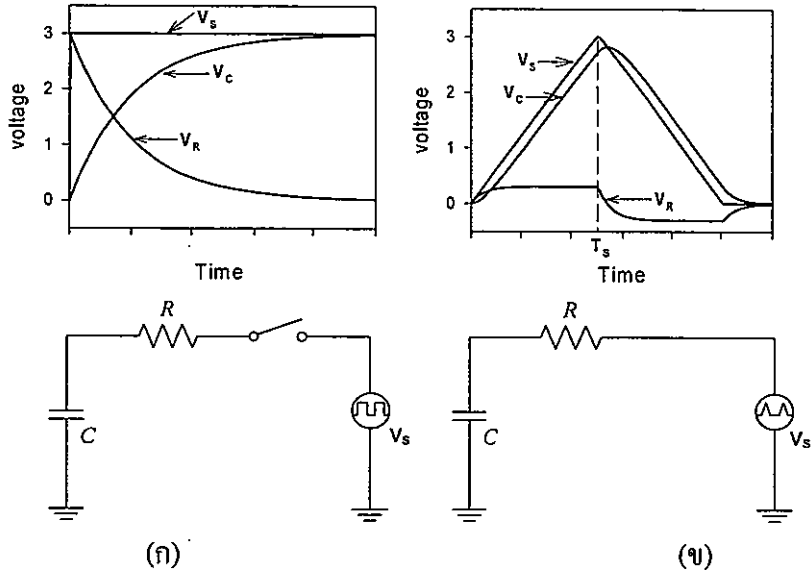 V_S
3
2
1
0
voltage
V_C
V_R
Time
3
2
1
0
voltage
V_S
V_C
V_R
T_s
Time
R
C
V_S
(ก)
R
C
V_S
(ข)